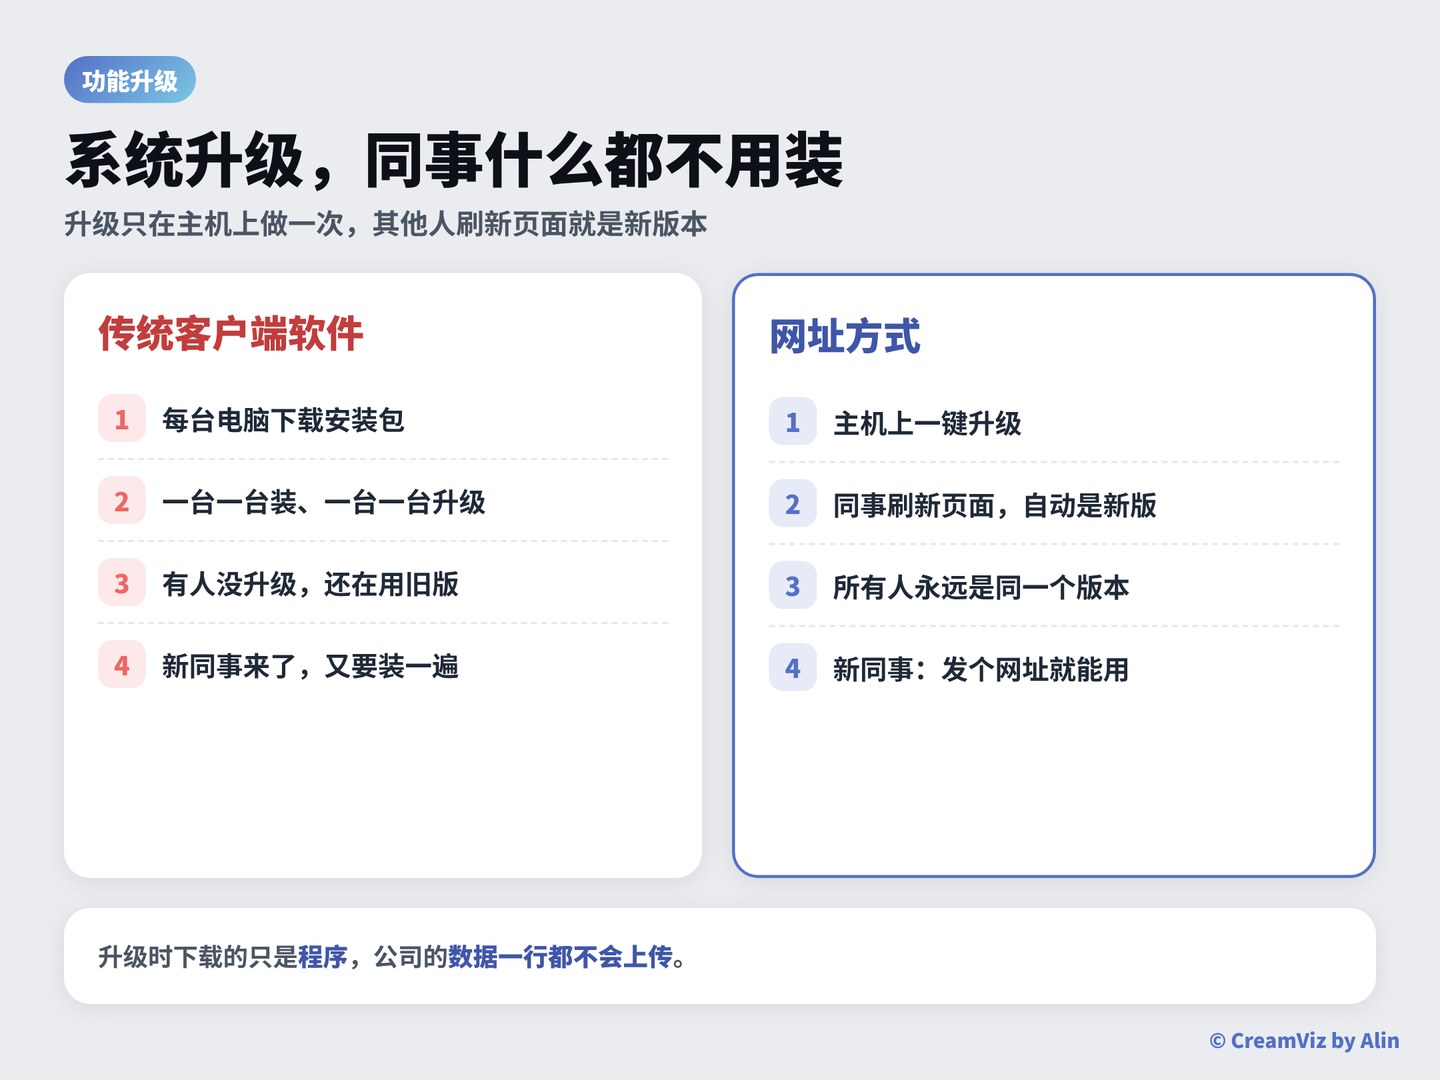 功能升级
系统升级，同事什么都不用装
升级只在主机上做一次，其他人刷新页面就是新版本
传统客户端软件
1 每台电脑下载安装包
2 一台一台装、一台一台升级
3 有人没升级，还在用旧版
4 新同事来了，又要装一遍
网址方式
1 主机上一键升级
2 同事刷新页面，自动是新版
3 所有人永远是同一个版本
4 新同事：发个网址就能用
升级时下载的只是程序，公司的数据一行都不会上传。
© CreamViz by Alin